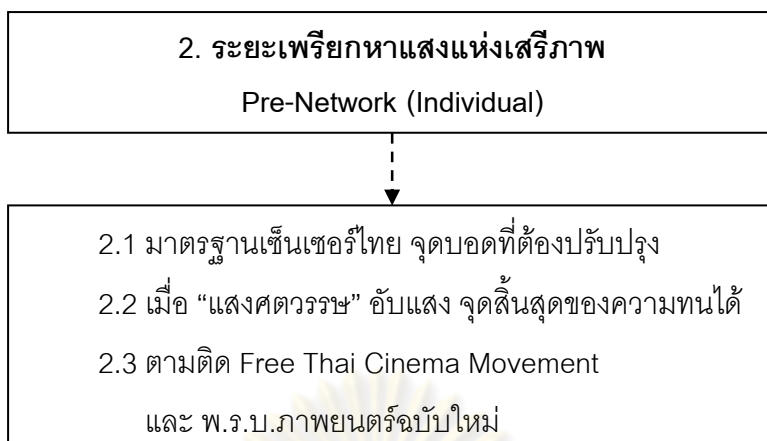 2. ระยะเพรียกหาแสงแห่งเสรีภาพ
Pre-Network (Individual)
2.1 มาตรฐานเซ็นเซอร์ไทย จุดบอดที่ต้องปรับปรุง
2.2 เมื่อ “แสงศตวรรษ” อับแสง จุดสิ้นสุดของความทนได้
2.3 ตามติด Free Thai Cinema Movement
และ พ.ร.บ.ภาพยนตร์ฉบับใหม่